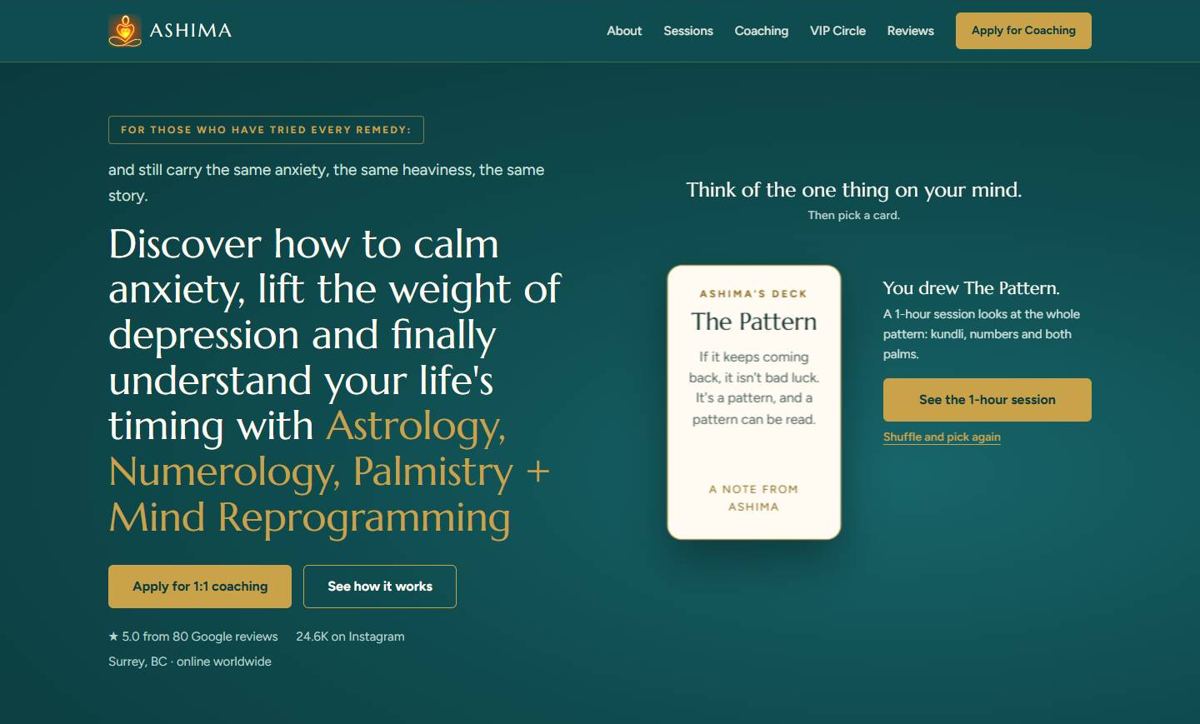 ASHIMA
About
Sessions
Coaching
VIP Circle
Reviews
Apply for Coaching
FOR THOSE WHO HAVE TRIED EVERY REMEDY:
and still carry the same anxiety, the same heaviness, the same
story.
Discover how to calm
anxiety, lift the weight of
depression and finally
understand your life's
timing with Astrology,
Numerology, Palmistry +
Mind Reprogramming
Apply for 1:1 coaching
See how it works
★ 5.0 from 80 Google reviews
24.6K on Instagram
Surrey, BC · online worldwide
Think of the one thing on your mind.
Then pick a card.
ASHIMA'S DECK
The Pattern
If it keeps coming
back, it isn't bad luck.
It's a pattern, and a
pattern can be read.
A NOTE FROM
ASHIMA
You drew The Pattern.
A 1-hour session looks at the whole
pattern: kundli, numbers and both
palms.
See the 1-hour session
Shuffle and pick again